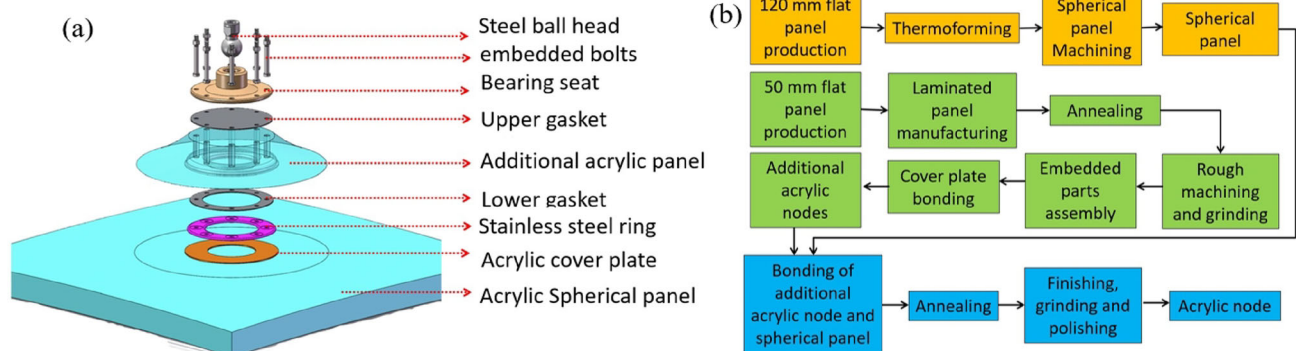 (a)
Steel ball head
embedded bolts
Bearing seat
Upper gasket
Additional acrylic panel
Lower gasket
Stainless steel ring
Acrylic cover plate
Acrylic Spherical panel
(b)
120 mm flat
panel
production
Thermoforming
Spherical
panel
Machining
Spherical
panel
50 mm flat
panel
production
Laminated
panel
manufacturing
Annealing
Rough
machining
and grinding
Embedded
parts
assembly
Cover plate
bonding
Additional
acrylic
nodes
Bonding of
additional
acrylic node and
spherical panel
Annealing
Finishing,
grinding and
polishing
Acrylic node